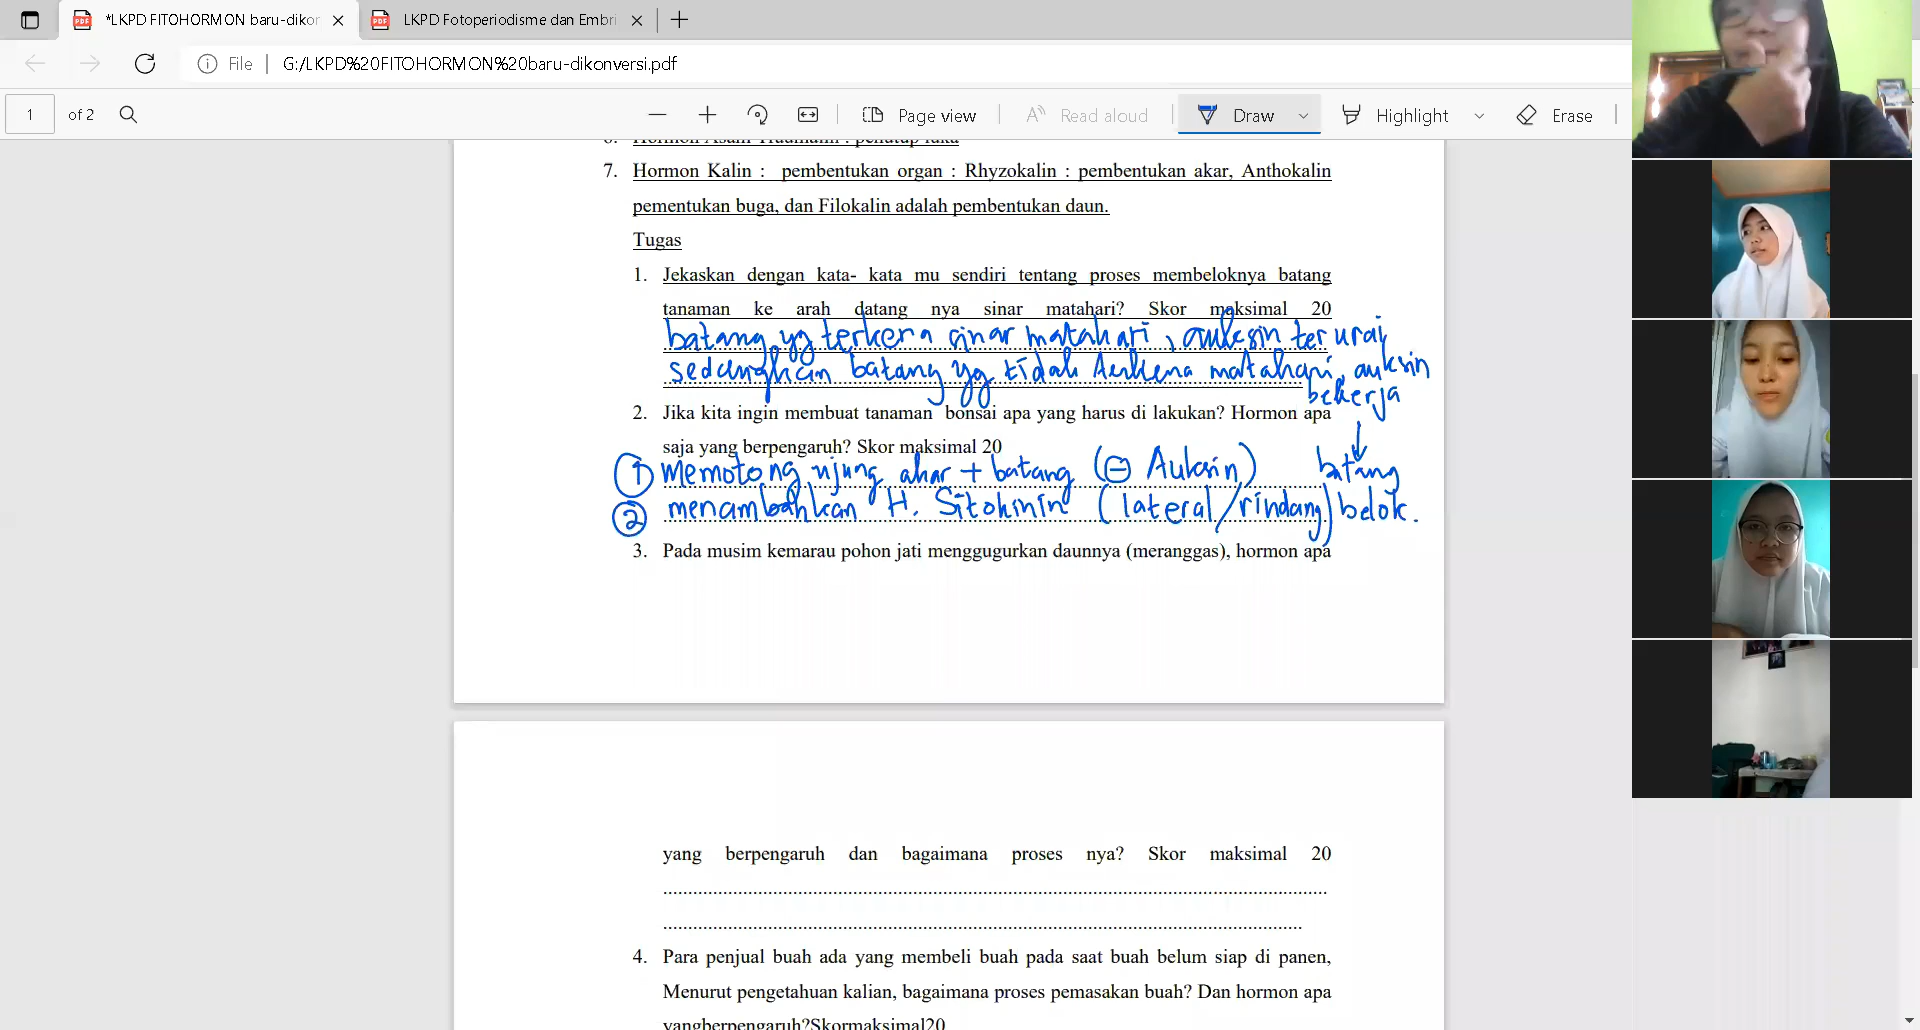 *LKPD FITOHORMON baru-dikon
LKPD Fotoperiodisme dan Embri
File
G:/LKPD%20FITOHORMON%20baru-dikonversi.pdf
1 of 2
Page view
Read aloud
Draw
Highlight
Erase
6. Hormon Asam Traumalin : penutup luka
7. Hormon Kalin : pembentukan organ : Rhyzokalin : pembentukan akar, Anthokalin
pementukan buga, dan Filokalin adalah pembentukan daun.
Tugas
1. Jekaskan dengan kata- kata mu sendiri tentang proses membeloknya batang
tanaman ke arah datang nya sinar matahari? Skor maksimal 20
batang yg terkena sinar matahari, auksin terurai
sedangkan batang yg tidak terkena matahari, auksin
bekerja
2. Jika kita ingin membuat tanaman bonsai apa yang harus di lakukan? Hormon apa
saja yang berpengaruh? Skor maksimal 20
① memotong ujung akar + batang (⊖ Auksin) batang
② menambahkan H. Sitokinin (lateral/rindang) belok.
3. Pada musim kemarau pohon jati menggugurkan daunnya (meranggas), hormon apa
yang berpengaruh dan bagaimana proses nya? Skor maksimal 20
4. Para penjual buah ada yang membeli buah pada saat buah belum siap di panen,
Menurut pengetahuan kalian, bagaimana proses pemasakan buah? Dan hormon apa
yangberpengaruh?Skormaksimal20